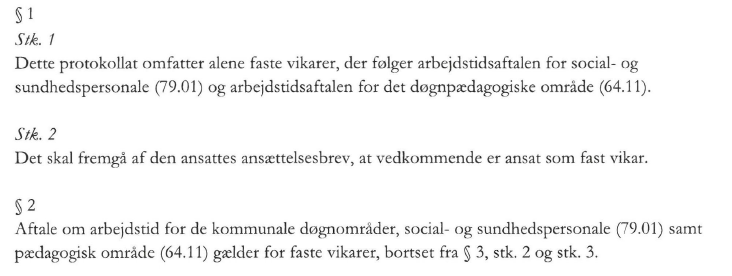 § 1
Stk. 1
Dette protokollat omfatter alene faste vikarer, der følger arbejdstidsaftalen for social- og
sundhedspersonale (79.01) og arbejdstidsaftalen for det døgnpædagogiske område (64.11).
Stk. 2
Det skal fremgå af den ansattes ansættelsesbrev, at vedkommende er ansat som fast vikar.
§ 2
Aftale om arbejdstid for de kommunale døgnområder, social- og sundhedspersonale (79.01) samt
pædagogisk område (64.11) gælder for faste vikarer, bortset fra § 3, stk. 2 og stk. 3.